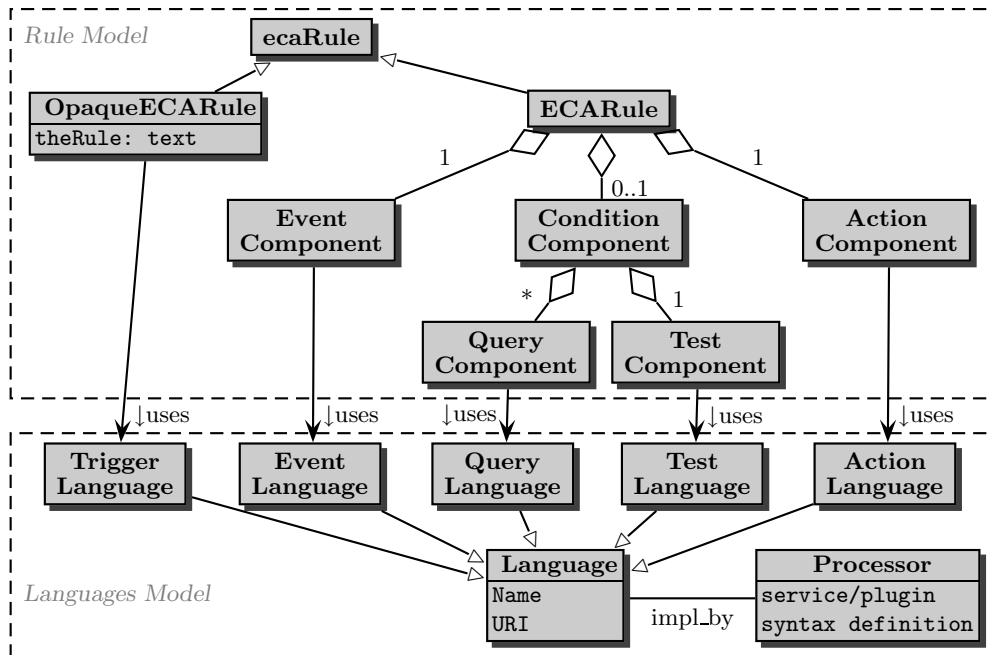 Rule Model
ecaRule
OpaqueECARule
theRule: text
ECARule
1
0..1
1
Event
Component
Condition
Component
Action
Component
*
1
Query
Component
Test
Component
↓uses
↓uses
↓uses
↓uses
↓uses
Trigger
Language
Event
Language
Query
Language
Test
Language
Action
Language
Languages Model
Language
Name
URI
impl_by
Processor
service/plugin
syntax definition